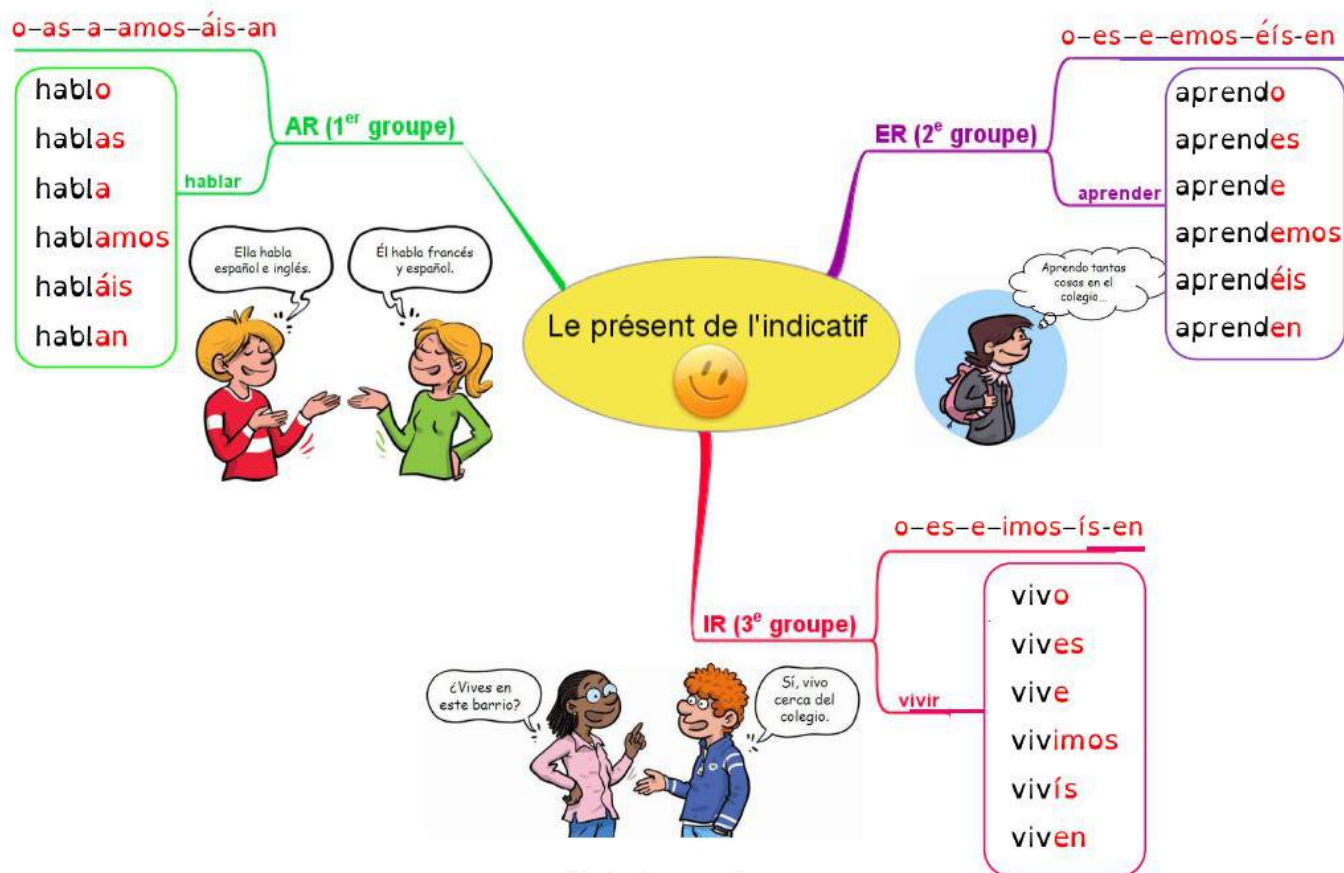 o-as-a-amos-áis-an
hablo
hablas
habla
hablamos
habláis
hablan
AR (1er groupe)
hablar
Ella habla
español e inglés.
Él habla francés
y español.
Le présent de l'indicatif
o-es-e-emos-éís-en
ER (2e groupe)
aprender
aprendo
aprendes
aprende
aprendemos
aprendéis
aprenden
Aprendo tantas
cosas en el
colegio...
o-es-e-imos-ís-en
IR (3e groupe)
vivir
vivo
vives
vive
vivimos
vivís
viven
¿Vives en
este barrio?
Sí, vivo
cerca del
colegio.